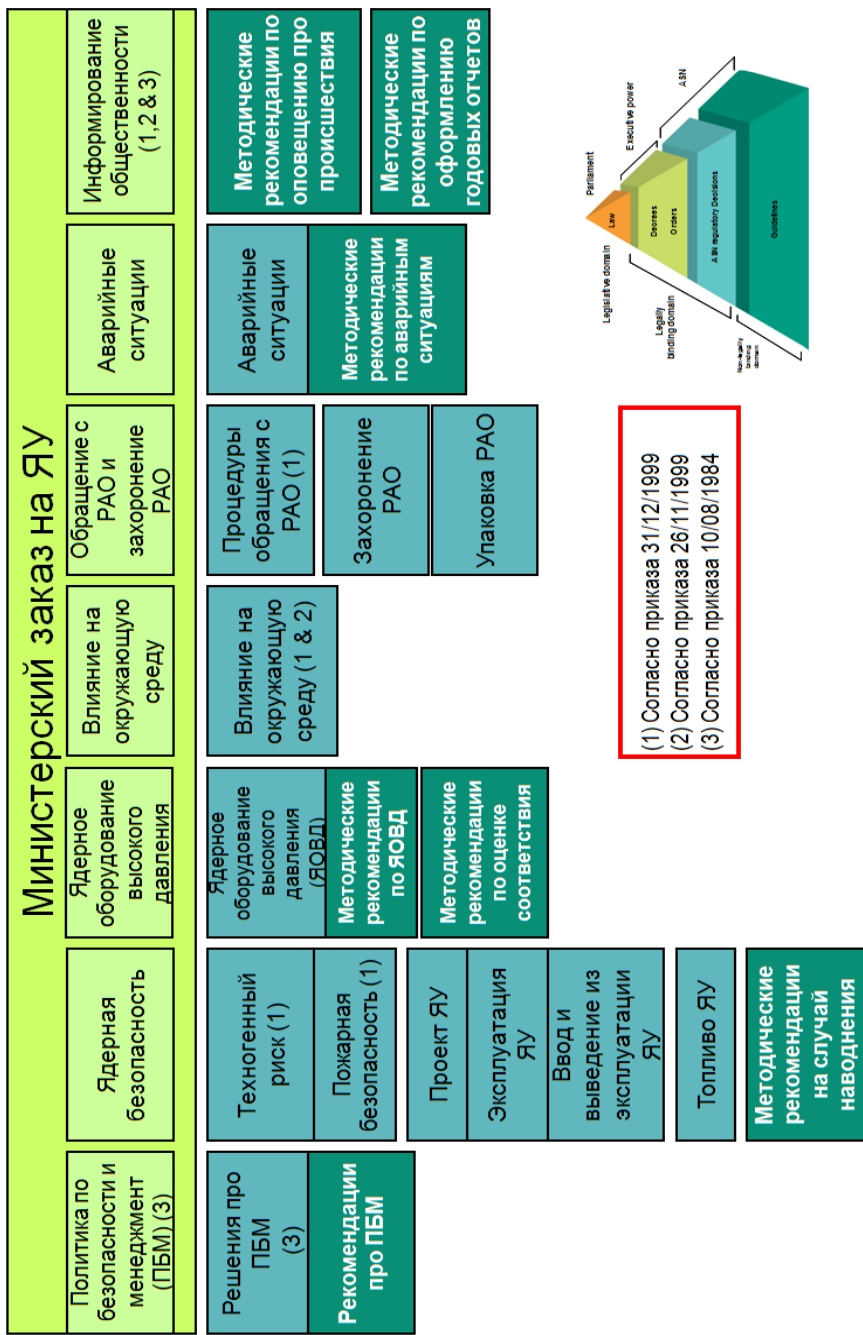 Министерский заказ на ЯУ
Политика по
безопасности и
менеджмент
(ПБМ) (3)
Ядерная
безопасность
Ядерное
оборудование
высокого
давления
Влияние на
окружающую
среду
Обращение с
РАО и
захоронение
РАО
Аварийные
ситуации
Информирование
общественности
(1,2 & 3)
Решения про
ПБМ
(3)
Рекомендации
про ПБМ
Техногенный
риск (1)
Пожарная
безопасность (1)
Проект ЯУ
Эксплуатация
ЯУ
Ввод и
выведение из
эксплуатации
ЯУ
Топливо ЯУ
Методические
рекомендации
на случай
наводнения
Ядерное
оборудование
высокого
давления
(ЯОВД)
Методические
рекомендации
по ЯОВД
Методические
рекомендации
по оценке
соответствия
Влияние на
окружающую
среду (1 & 2)
Процедуры
обращения с
РАО (1)
Захоронение
РАО
Упаковка РАО
Аварийные
ситуации
Методические
рекомендации
по аварийным
ситуациям
Методические
рекомендации по
оповещению про
происшествия
Методические
рекомендации по
оформлению
годовых отчетов
(1) Согласно приказа 31/12/1999
(2) Согласно приказа 26/11/1999
(3) Согласно приказа 10/08/1984
Legislative domain
Parliament
Law
Executive power
Decrees
Orders
Legally
binding domain
ASN
ASN regulatory Decisions
Non-legally
binding
domain
Guidelines